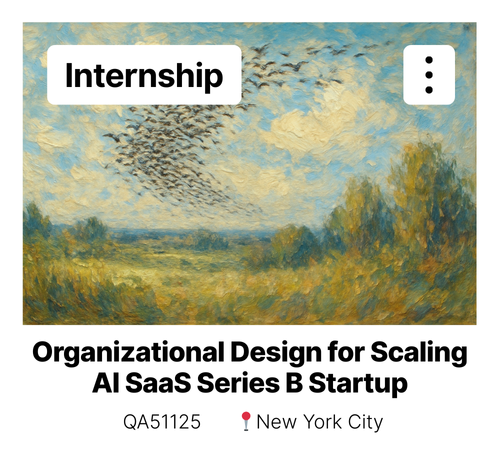 Internship
Organizational Design for Scaling
AI SaaS Series B Startup
QA51125 📍New York City